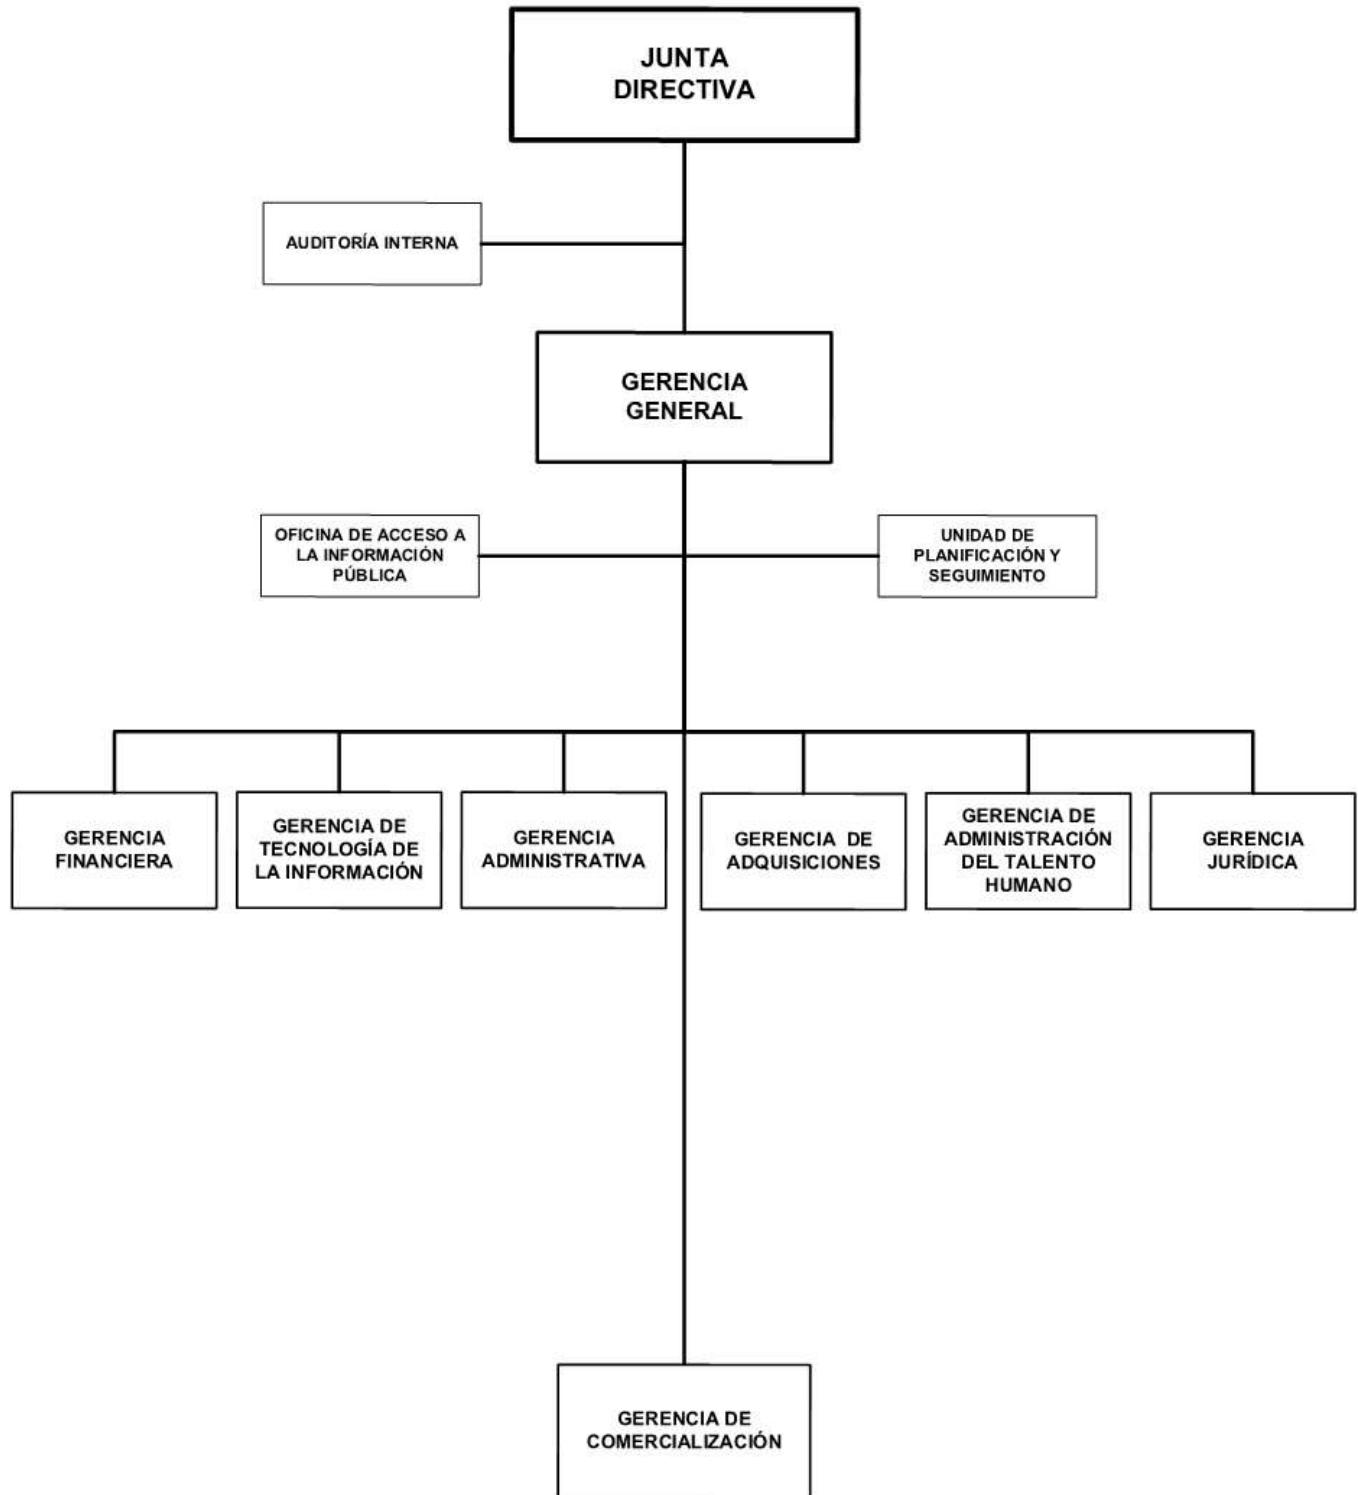 JUNTA
DIRECTIVA
AUDITORÍA INTERNA
GERENCIA
GENERAL
OFICINA DE ACCESO A
LA INFORMACIÓN
PÚBLICA
UNIDAD DE
PLANIFICACIÓN Y
SEGUIMIENTO
GERENCIA
FINANCIERA
GERENCIA DE
TECNOLOGÍA DE
LA INFORMACIÓN
GERENCIA
ADMINISTRATIVA
GERENCIA DE
ADQUISICIONES
GERENCIA DE
ADMINISTRACIÓN
DEL TALENTO
HUMANO
GERENCIA
JURÍDICA
GERENCIA DE
COMERCIALIZACIÓN